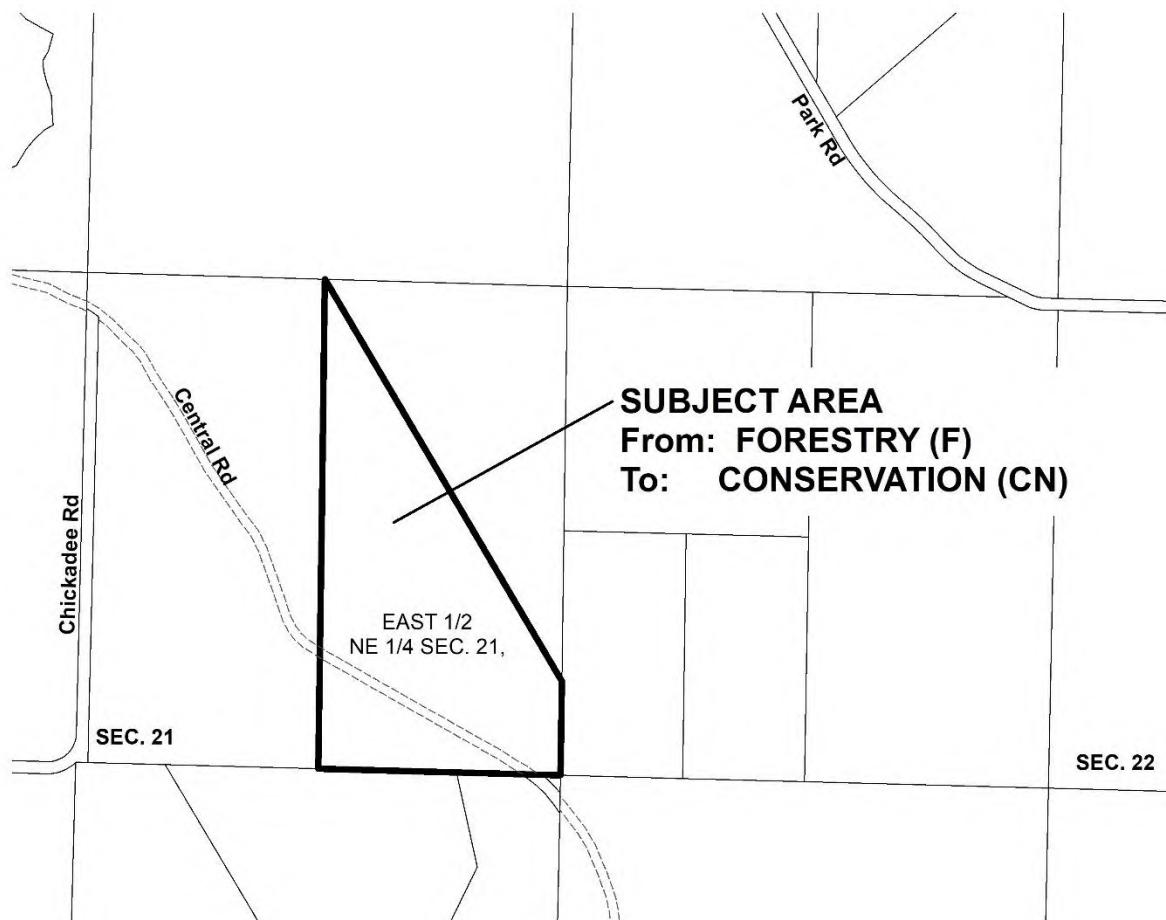 Park Rd
SUBJECT AREA
From: FORESTRY (F)
To: CONSERVATION (CN)
Central Rd
Chickadee Rd
EAST 1/2
NE 1/4 SEC. 21,
SEC. 21
SEC. 22